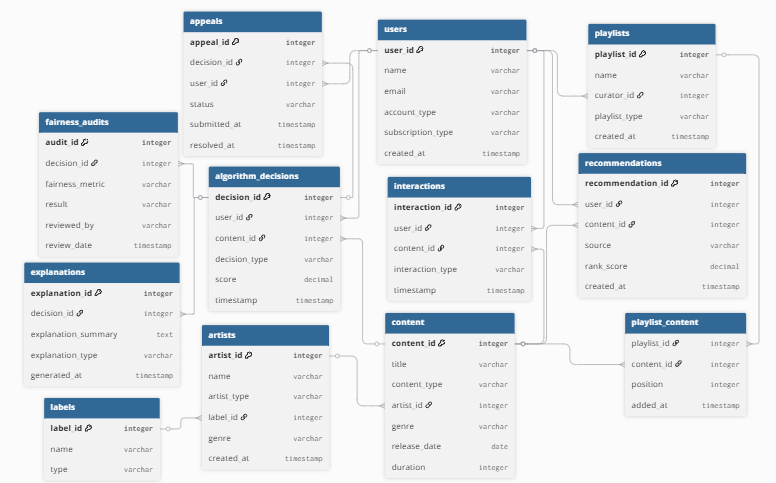 appeals
appeal_id integer
decision_id integer
user_id integer
status varchar
submitted_at timestamp
resolved_at timestamp
users
user_id integer
name varchar
email varchar
account_type varchar
subscription_type varchar
created_at timestamp
playlists
playlist_id integer
name varchar
curator_id integer
playlist_type varchar
created_at timestamp
fairness_audits
audit_id integer
decision_id integer
fairness_metric varchar
result varchar
reviewed_by varchar
review_date timestamp
algorithm_decisions
decision_id integer
user_id integer
content_id integer
decision_type varchar
score decimal
timestamp timestamp
interactions
interaction_id integer
user_id integer
content_id integer
interaction_type varchar
timestamp timestamp
recommendations
recommendation_id integer
user_id integer
content_id integer
source varchar
rank_score decimal
created_at timestamp
explanations
explanation_id integer
decision_id integer
explanation_summary text
explanation_type varchar
generated_at timestamp
artists
artist_id integer
name varchar
artist_type varchar
label_id integer
genre varchar
created_at timestamp
content
content_id integer
title varchar
content_type varchar
artist_id integer
genre varchar
release_date date
duration integer
playlist_content
playlist_id integer
content_id integer
position integer
added_at timestamp
labels
label_id integer
name varchar
type varchar